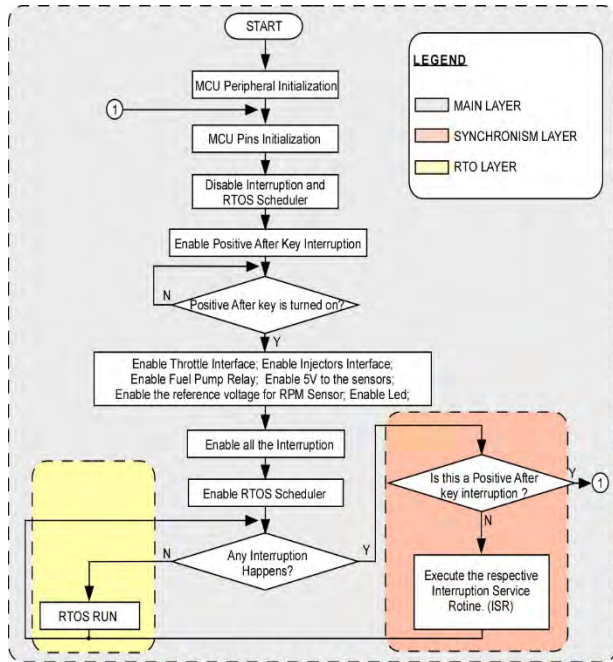 START
MCU Peripheral Initialization
1
MCU Pins Initialization
Disable Interruption and
RTOS Scheduler
Enable Positive After Key Interruption
Positive After key is turned on?
N
Y
Enable Throttle Interface; Enable Injectors Interface;
Enable Fuel Pump Relay; Enable 5V to the sensors;
Enable the reference voltage for RPM Sensor; Enable Led;
Enable all the Interruption
Enable RTOS Scheduler
Any Interruption
Happens?
N
Y
RTOS RUN
Is this a Positive After
key interruption ?
Y
1
N
Execute the respective
Interruption Service
Rotine. (ISR)
LEGEND
MAIN LAYER
SYNCHRONISM LAYER
RTO LAYER